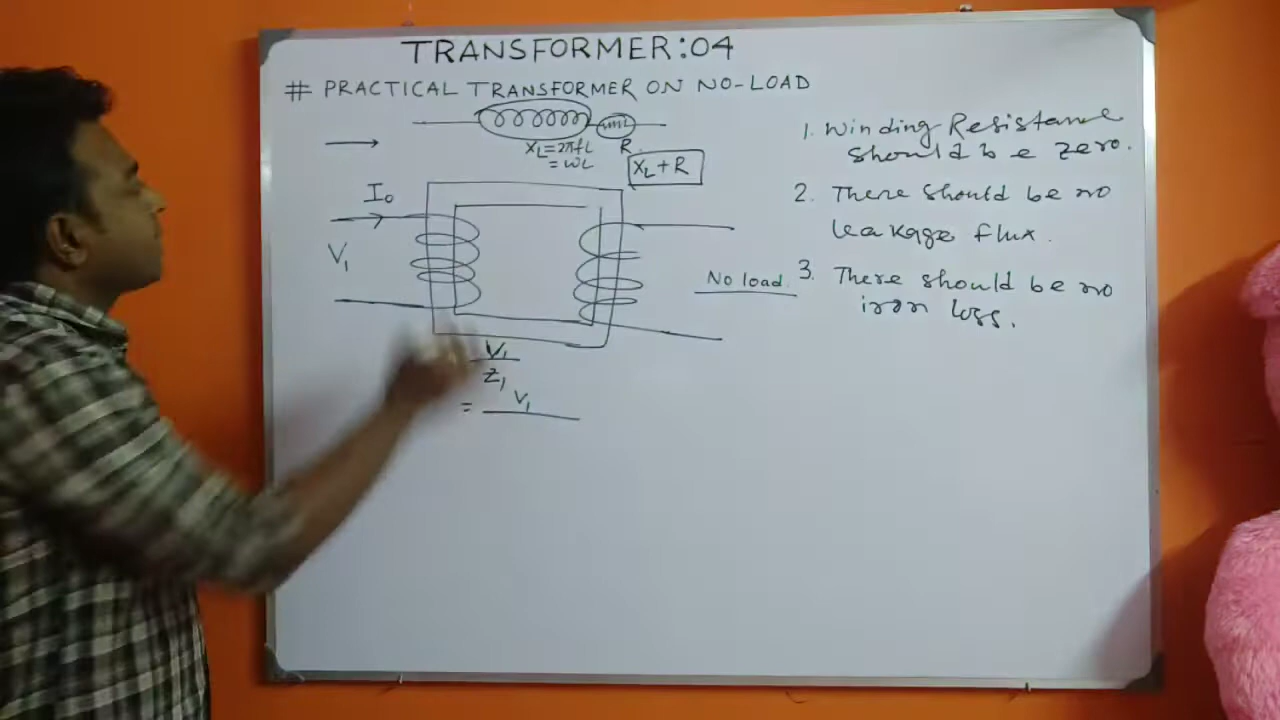 TRANSFORMER:04
# PRACTICAL TRANSFORMER ON NO-LOAD
XL=2πfL
= ωL
R
XL + R
I0
V1
No load
V1
Z1
= V1
1. Winding Resistance
should be zero.
2. There should be no
leakage flux.
3. There should be no
iron loss.